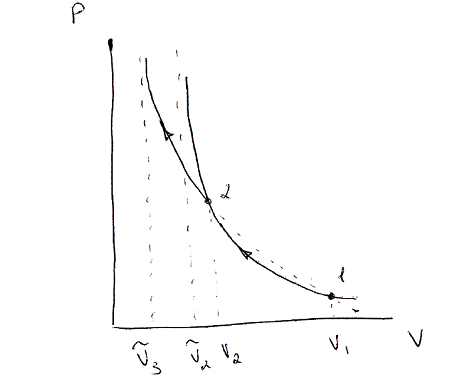 P
2
1
Ṽ₃ Ṽ₂ V₂ V₁ V